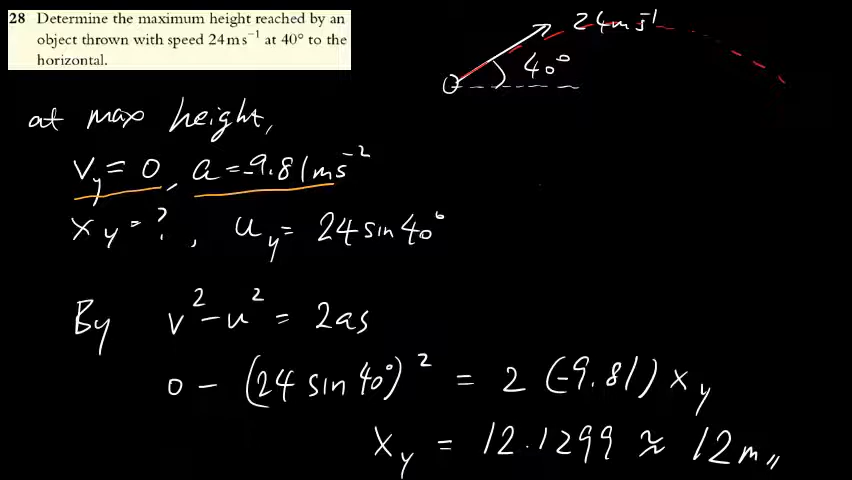 28 Determine the maximum height reached by an
object thrown with speed 24 m s⁻¹ at 40° to the
horizontal.
24ms⁻¹
40°
at max height,
Vy = 0, a = -9.81ms⁻²
xy = ?, uy = 24 sin 40°
By v² - u² = 2as
0 - (24 sin 40°)² = 2 (-9.81) xy
xy = 12.1299 ≈ 12m,,